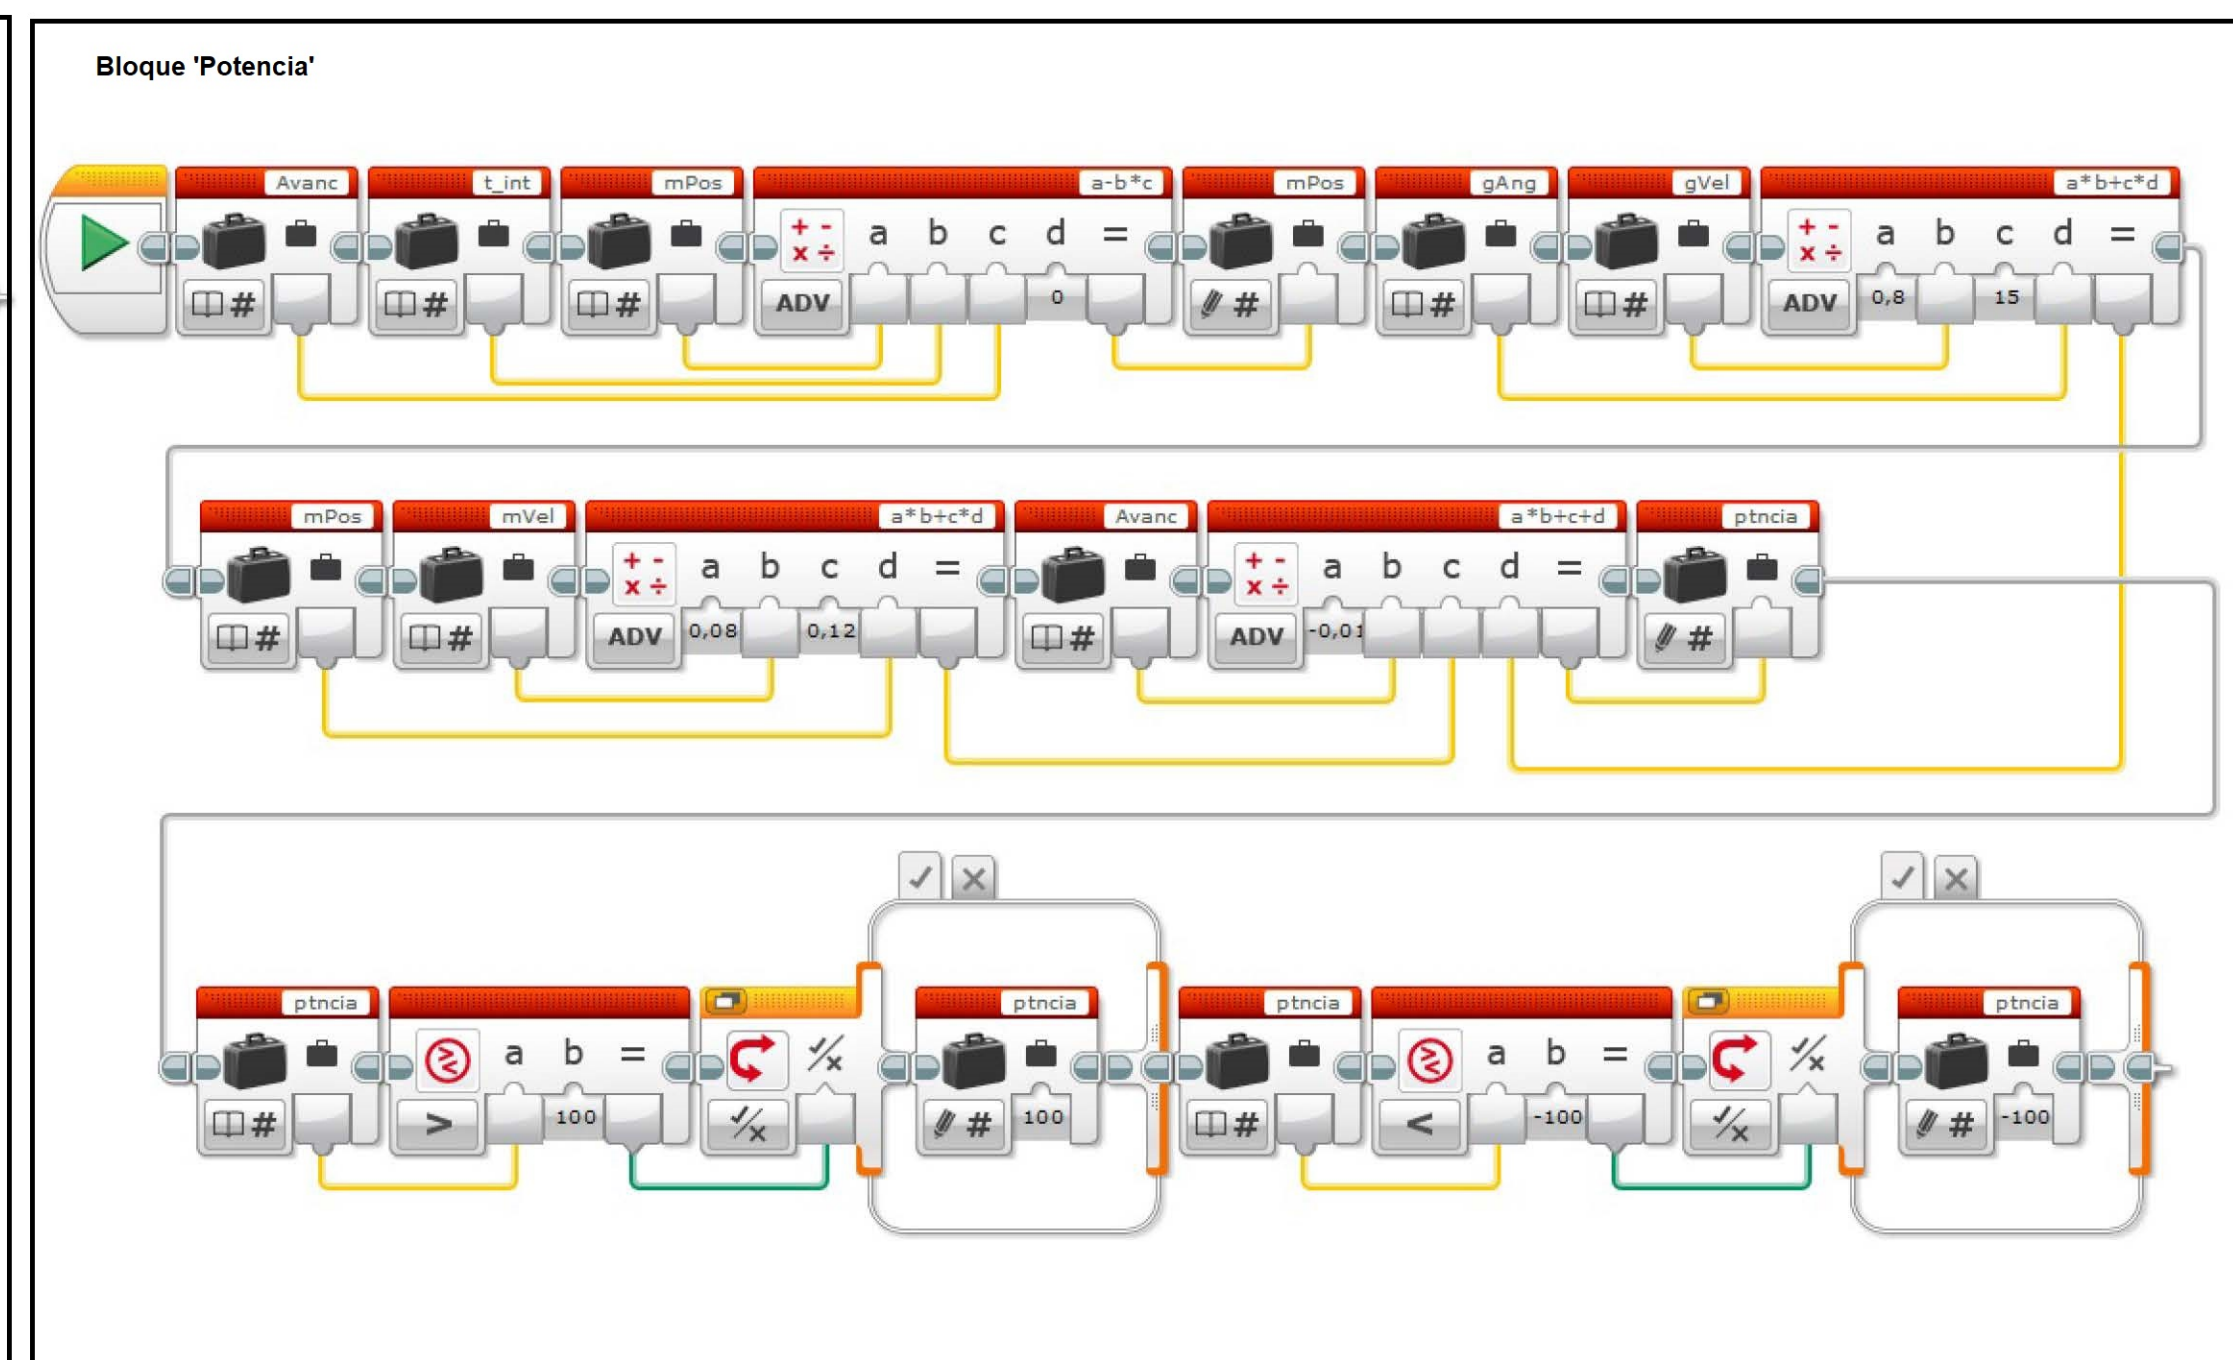 Bloque 'Potencia'
Avanc t_int mPos a-b*c mPos gAng gVel a*b+c*d
+ - a b c d = + - a b c d =
x ÷ x ÷
# # # ADV 0 # # # ADV 0,8 15
mPos mVel a*b+c*d Avanc a*b+c+d ptncia
+ - a b c d = + - a b c d =
x ÷ x ÷
# # ADV 0,08 0,12 # ADV -0,01 #
ptncia ptncia ptncia ptncia
a b = a b =
# > 100 # 100 # < -100 # -100